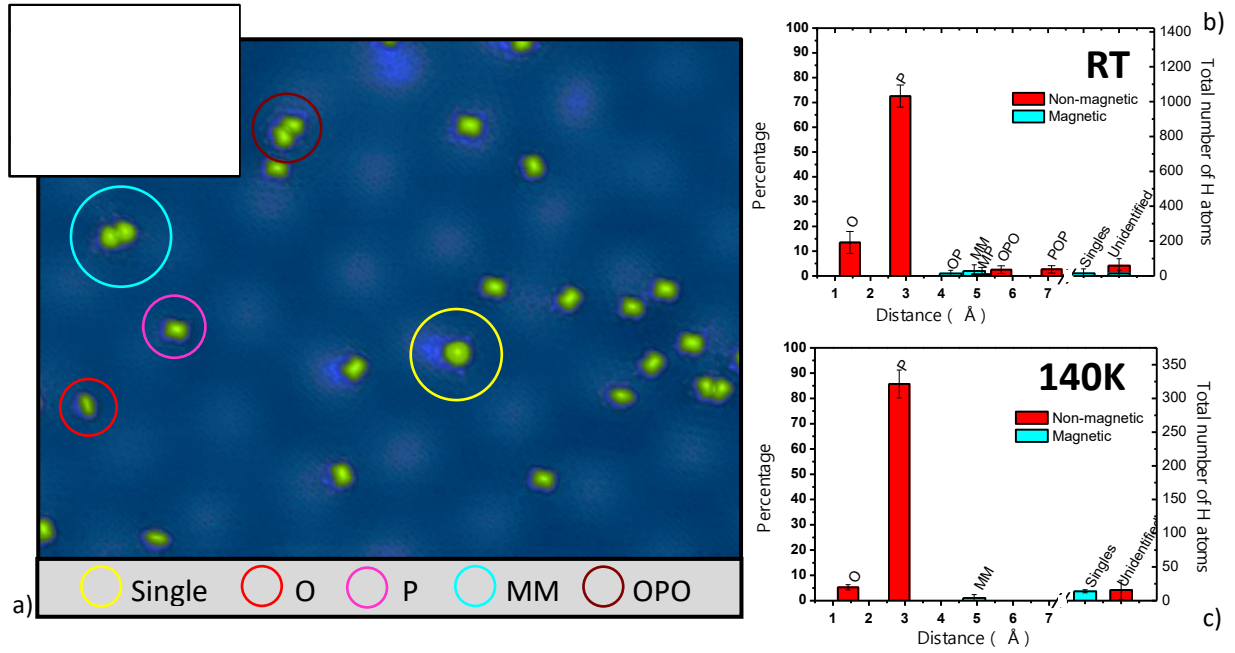 a)
Single
O
P
MM
OPO
b)
RT
Non-magnetic
Magnetic
Percentage
Total number of H atoms
100
90
80
70
60
50
40
30
20
10
0
1400
1200
1000
800
600
400
200
0
O
P
OP
MM
MP
OPO
POP
Singles
Unidentified
1 2 3 4 5 6 7
Distance ( Å )
c)
140K
Non-magnetic
Magnetic
Percentage
Total number of H atoms
100
90
80
70
60
50
40
30
20
10
0
350
300
250
200
150
100
50
0
O
P
MM
Singles
Unidentified
1 2 3 4 5 6 7
Distance ( Å )